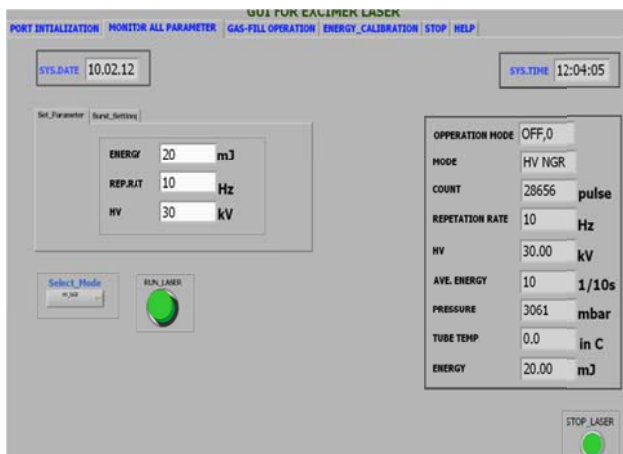 GUI FOR EXCIMER LASER
PORT INTIALIZATION MONITOR ALL PARAMETER GAS-FILL OPERATION ENERGY_CALIBRATION STOP HELP
SYS.DATE 10.02.12
SYS.TIME 12:04:05
Set_Parameter Burst_Setting
ENERGY 20 mJ
REP.RAT 10 Hz
HV 30 kV
Select_Mode
RUN_LASER
OPPERATION MODE OFF,0
MODE HV NGR
COUNT 28656 pulse
REPETATION RATE 10 Hz
HV 30.00 kV
AVE. ENERGY 10 1/10s
PRESSURE 3061 mbar
TUBE TEMP 0.0 in C
ENERGY 20.00 mJ
STOP_LASER